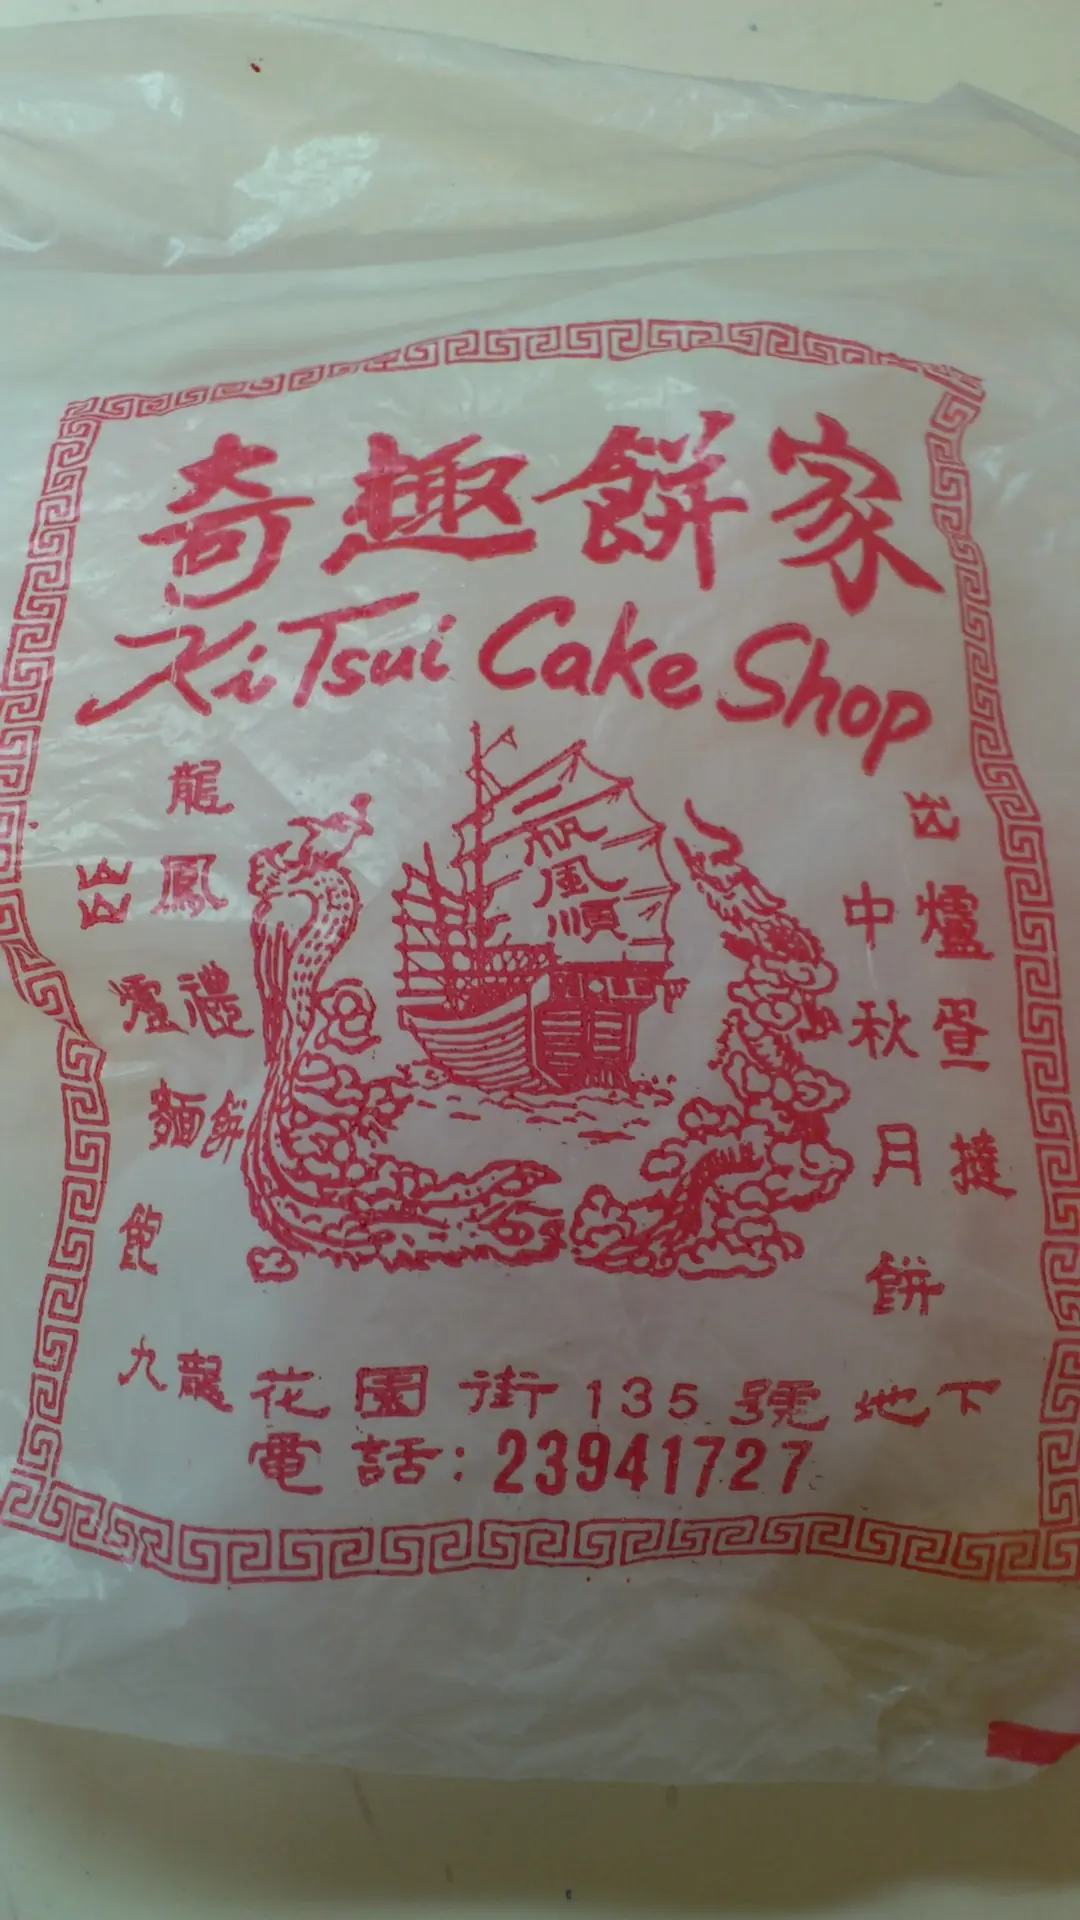 奇趣餅家
Ki Tsui Cake Shop
一帆風順
出爐疍撻
中秋月餅
龍鳳禮餅
出爐麵飽
九龍花園街135號地下
電話:23941727